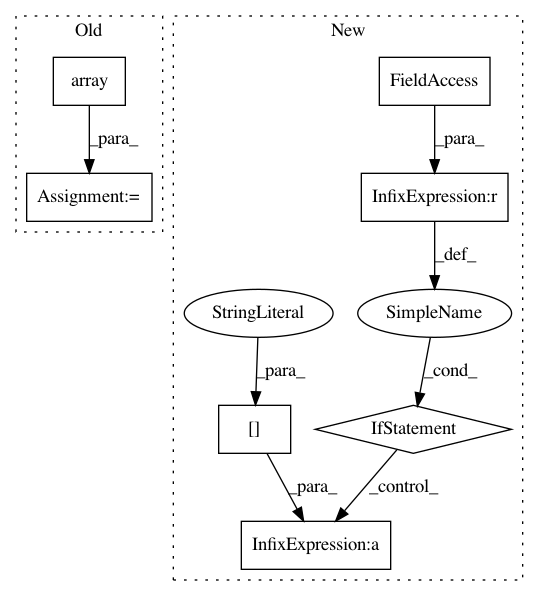 Old
New
array
FieldAccess
_para_
_para_
Assignment:=
InfixExpression:r
_def_
StringLiteral
SimpleName
_para_
_cond_
[]
IfStatement
_para_
_control_
InfixExpression:a